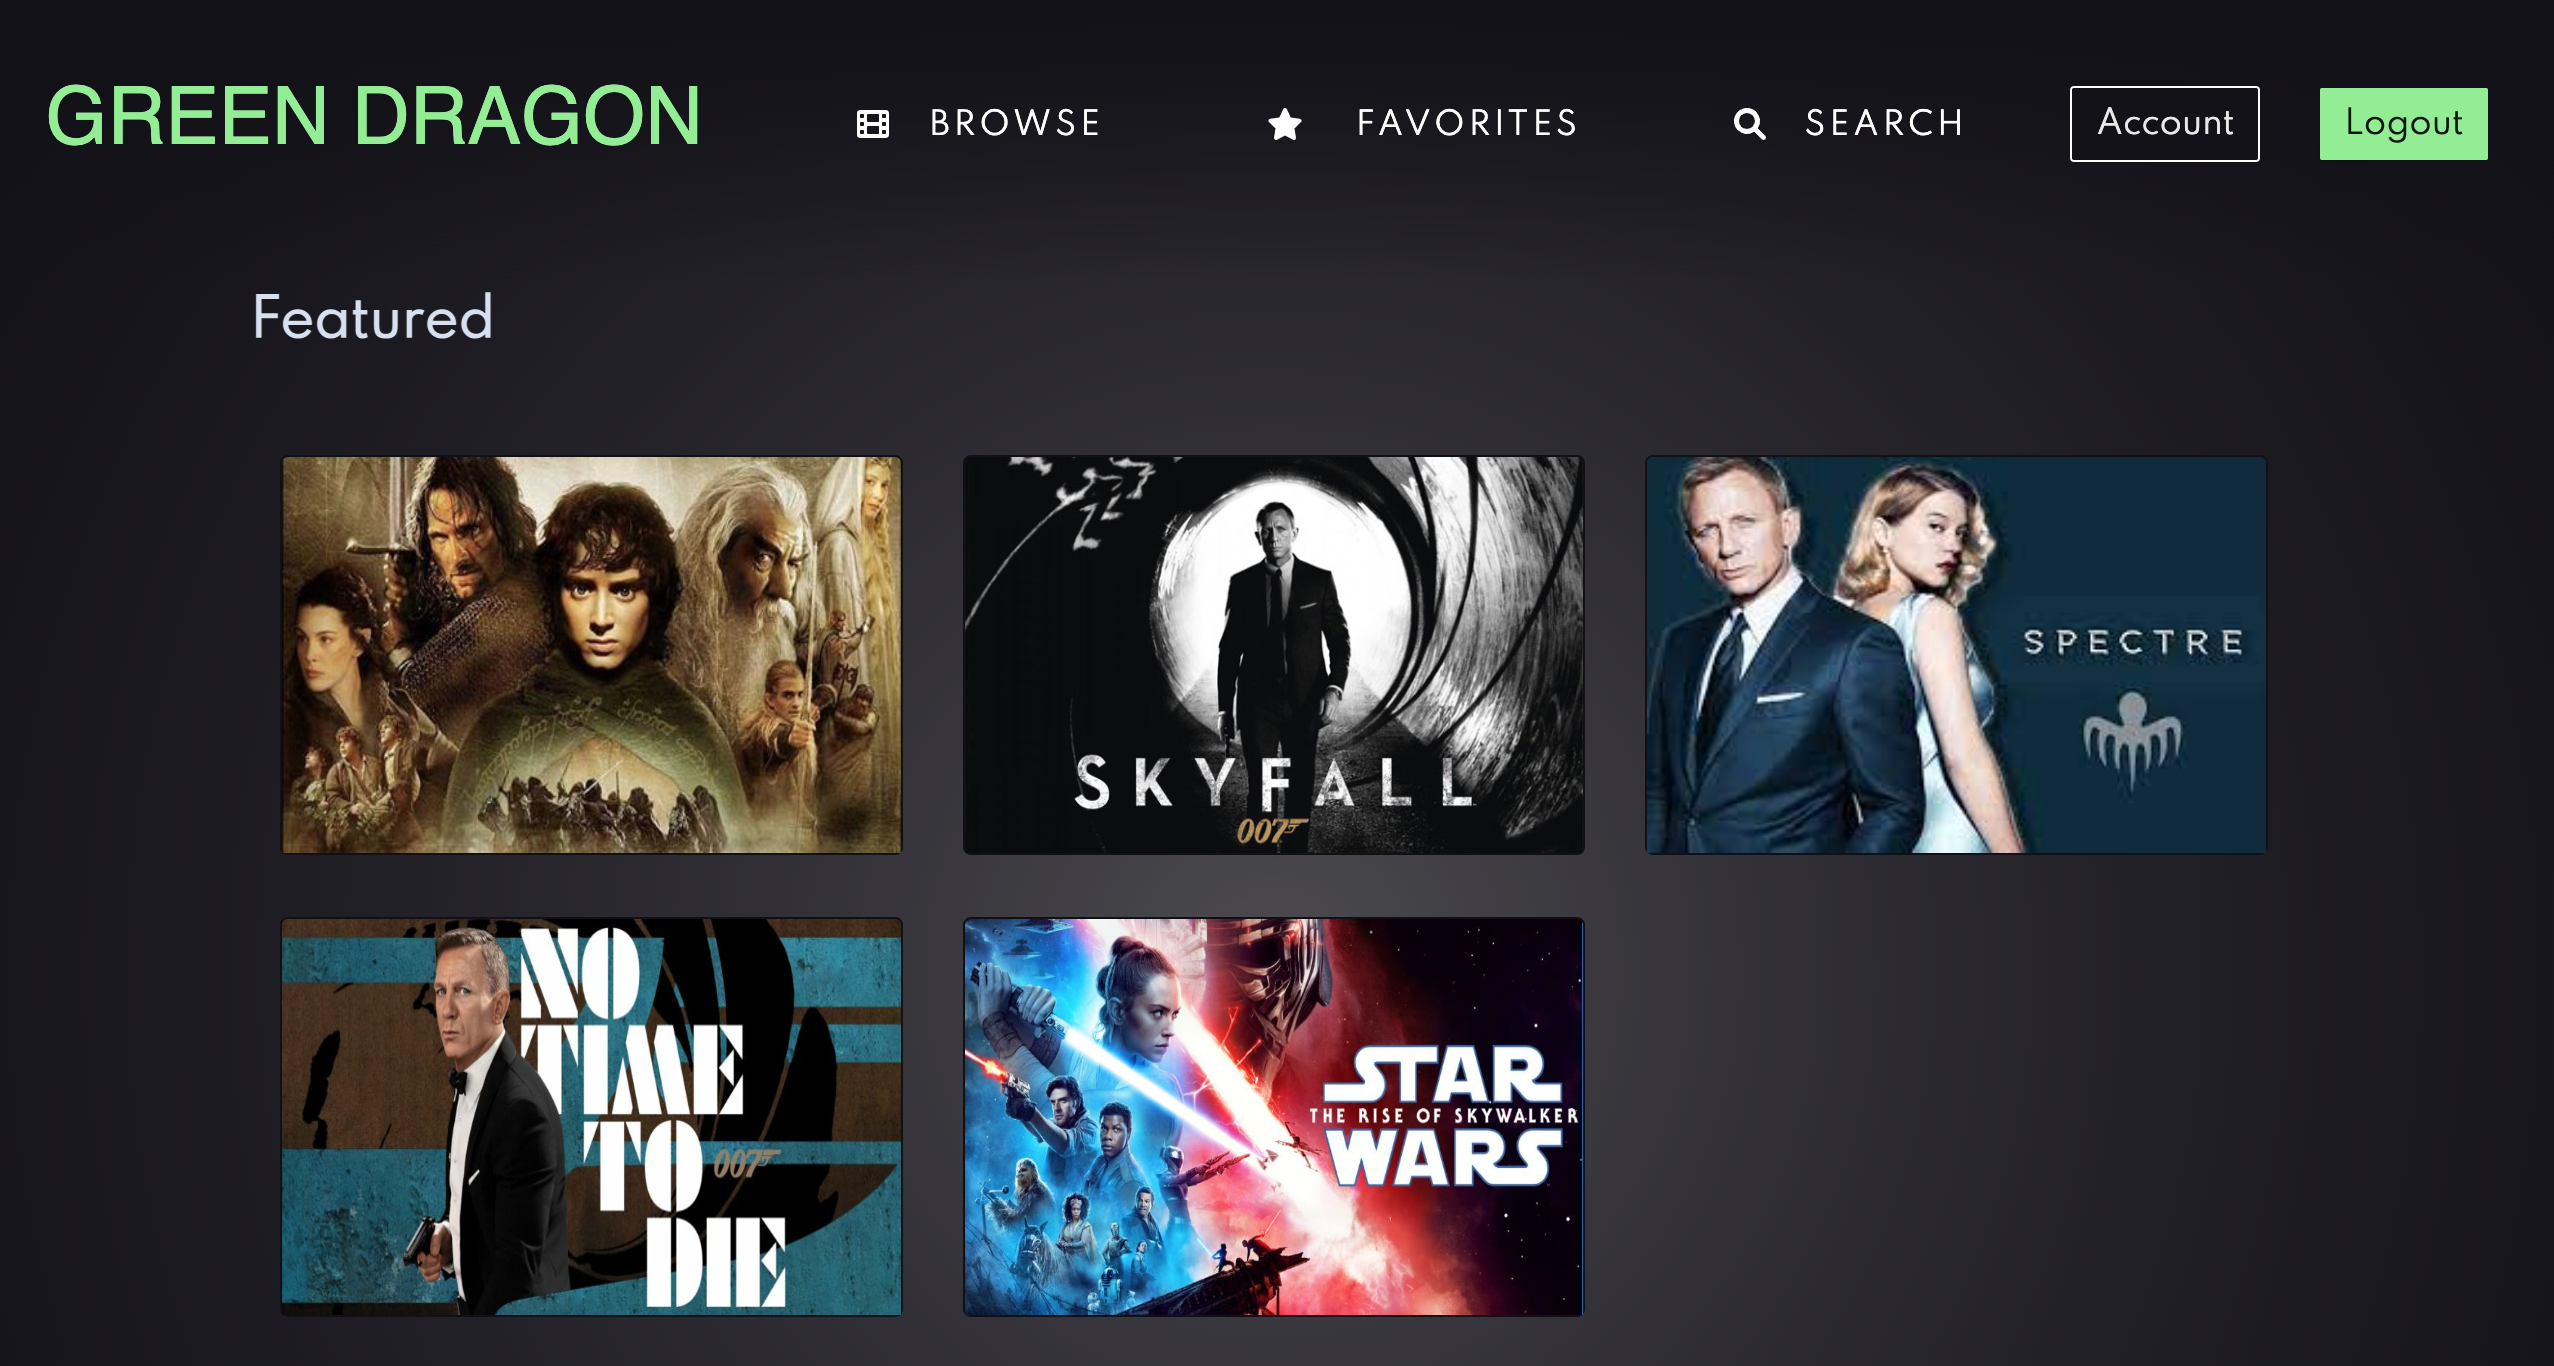 GREEN DRAGON
BROWSE
FAVORITES
SEARCH
Account
Logout
Featured
SKYFALL
007
SPECTRE
NO
TIME
TO
007
DIE
STAR
THE RISE OF SKYWALKER
WARS